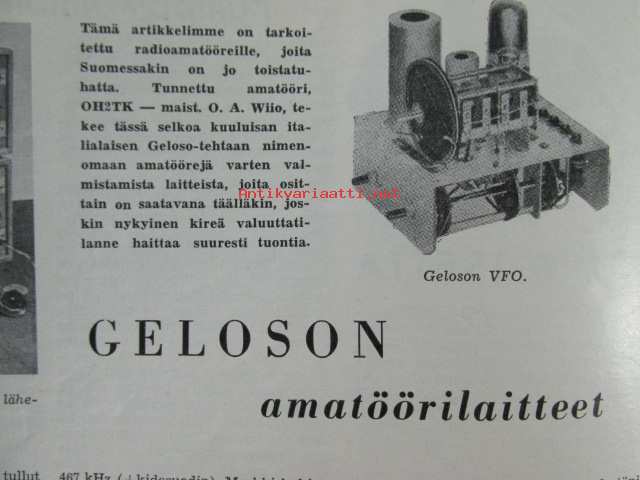 Tämä artikkelimme on tarkoi-
tettu radioamatööreille, joita
Suomessakin on jo toistatu-
hatta. Tunnettu amatööri,
OH2TK — maist. O. A. Wiio, te-
kee tässä selkoa kuuluisan ita-
lialaisen Geloso-tehtaan nimen-
omaan amatöörejä varten val-
mistamista laitteista, joita osit-
tain on saatavana täälläkin, jos-
kin nykyinen kireä valuuttati-
lanne haittaa suuresti tuontia.
Antikvariaatti.net
Geloson VFO.
GELOSON
amatöörilaitteet
lähe-
tullut
467 kHz